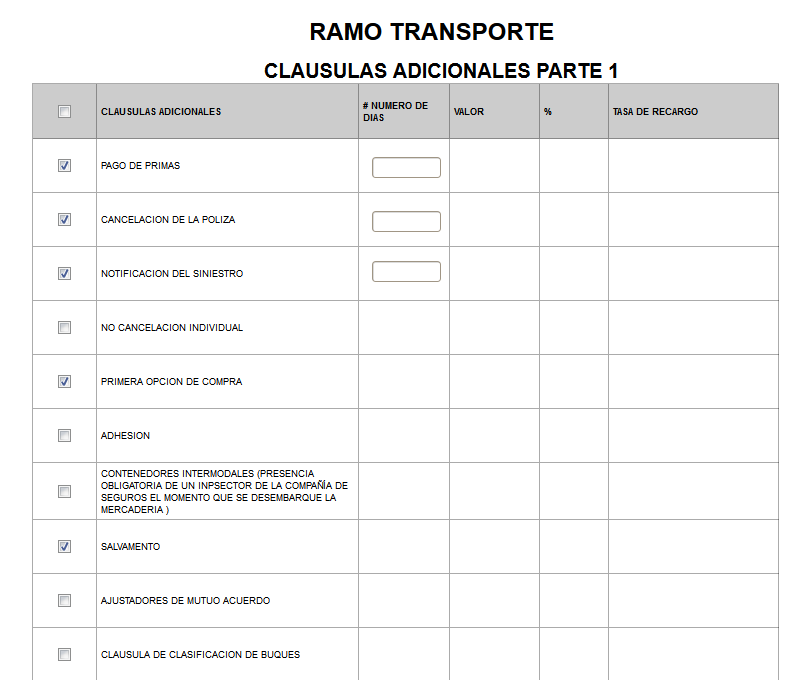 RAMO TRANSPORTE
CLAUSULAS ADICIONALES PARTE 1
CLAUSULAS ADICIONALES
# NUMERO DE
DIAS
VALOR
%
TASA DE RECARGO
PAGO DE PRIMAS
CANCELACION DE LA POLIZA
NOTIFICACION DEL SINIESTRO
NO CANCELACION INDIVIDUAL
PRIMERA OPCION DE COMPRA
ADHESION
CONTENEDORES INTERMODALES (PRESENCIA
OBLIGATORIA DE UN INPSECTOR DE LA COMPAÑÍA DE
SEGUROS EL MOMENTO QUE SE DESEMBARQUE LA
MERCADERIA )
SALVAMENTO
AJUSTADORES DE MUTUO ACUERDO
CLAUSULA DE CLASIFICACION DE BUQUES